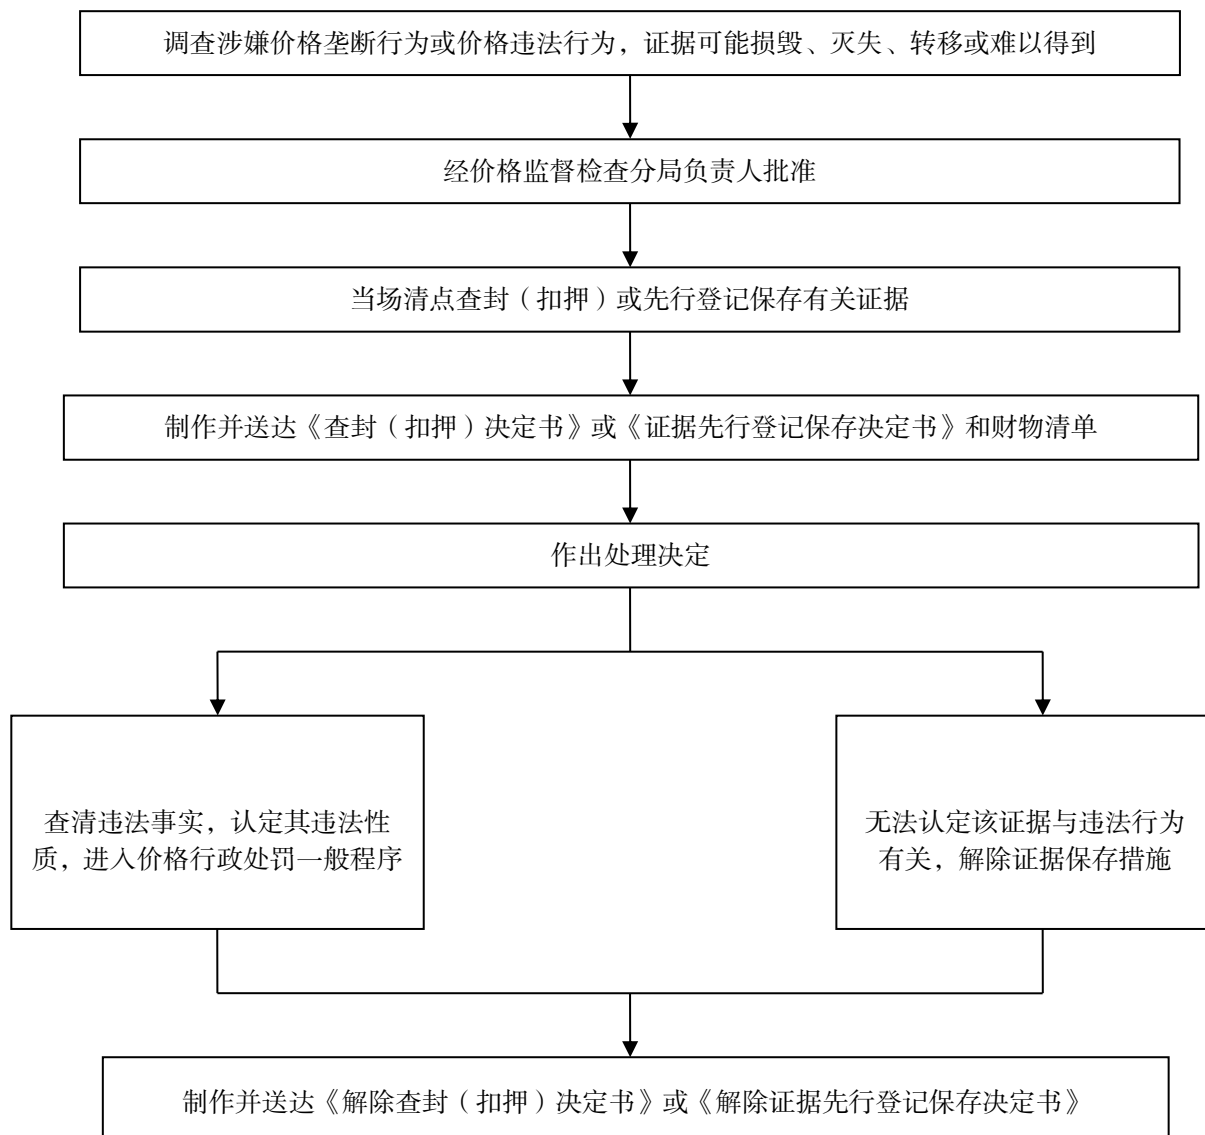 调查涉嫌价格垄断行为或价格违法行为，证据可能损毁、灭失、转移或难以得到
经价格监督检查分局负责人批准
当场清点查封（扣押）或先行登记保存有关证据
制作并送达《查封（扣押）决定书》或《证据先行登记保存决定书》和财物清单
作出处理决定
查清违法事实，认定其违法性
质，进入价格行政处罚一般程序
无法认定该证据与违法行为
有关，解除证据保存措施
制作并送达《解除查封（扣押）决定书》或《解除证据先行登记保存决定书》